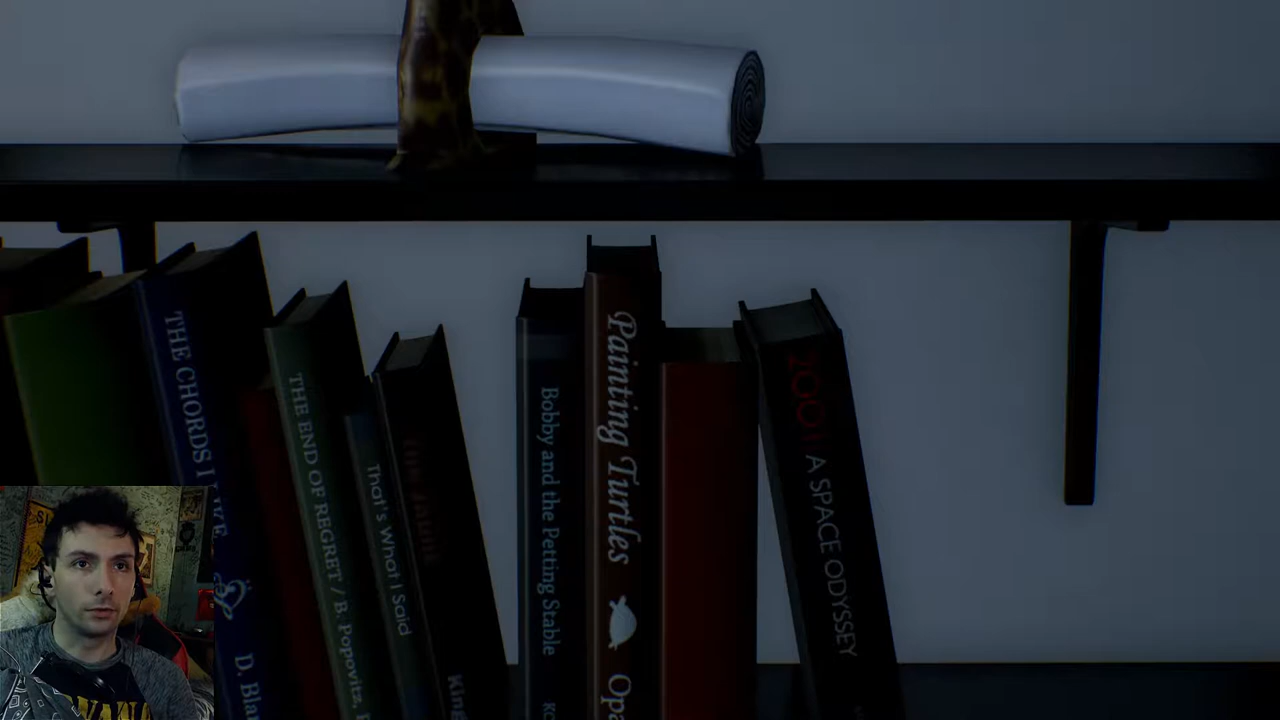 THE CHORDS I
D. Bla
THE END OF REGRET / B. Popovitz,
That's What I Said
King
Bobby and the Petting Stable
Painting Turtles
Opa
2001 A SPACE ODYSSEY